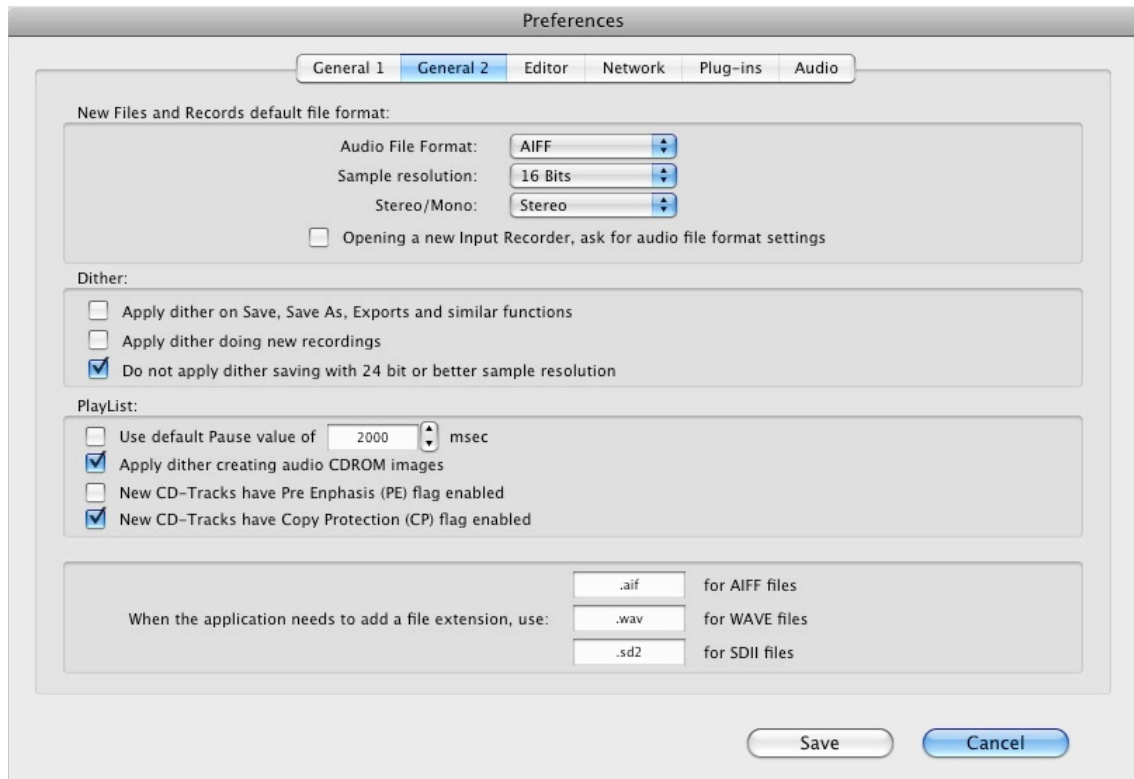 Preferences
General 1 General 2 Editor Network Plug-ins Audio
New Files and Records default file format:
Audio File Format: AIFF
Sample resolution: 16 Bits
Stereo/Mono: Stereo
Opening a new Input Recorder, ask for audio file format settings
Dither:
Apply dither on Save, Save As, Exports and similar functions
Apply dither doing new recordings
Do not apply dither saving with 24 bit or better sample resolution
PlayList:
Use default Pause value of 2000 msec
Apply dither creating audio CDROM images
New CD-Tracks have Pre Enphasis (PE) flag enabled
New CD-Tracks have Copy Protection (CP) flag enabled
.aif for AIFF files
When the application needs to add a file extension, use: .wav for WAVE files
.sd2 for SDII files
Save Cancel